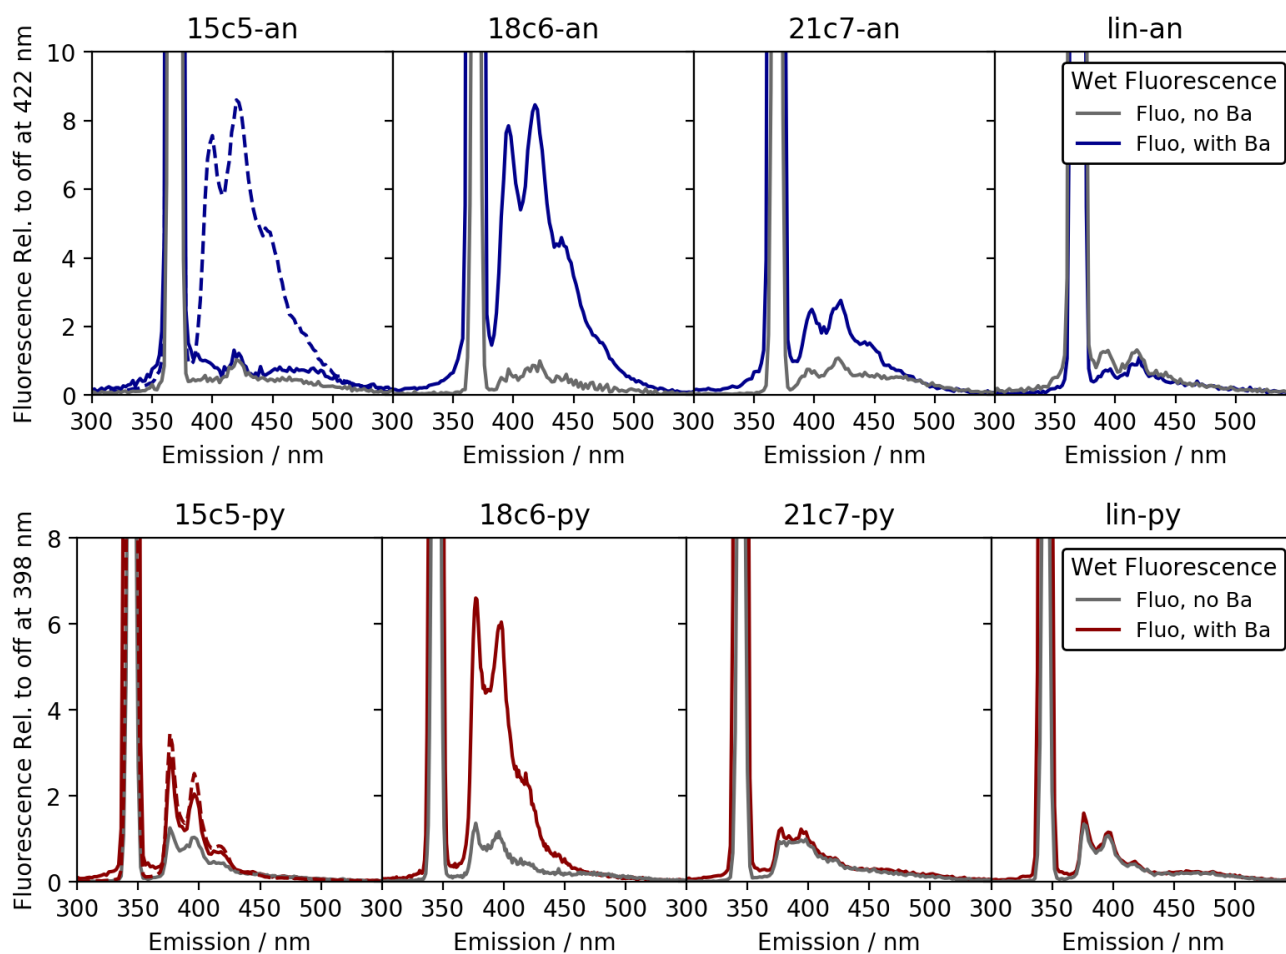 15c5-an 18c6-an 21c7-an lin-an
Fluorescence Rel. to off at 422 nm
10
8
6
4
2
0
Wet Fluorescence
Fluo, no Ba
Fluo, with Ba
300 350 400 450 500 300 350 400 450 500 300 350 400 450 500 300 350 400 450 500
Emission / nm Emission / nm Emission / nm Emission / nm
15c5-py 18c6-py 21c7-py lin-py
Fluorescence Rel. to off at 398 nm
8
6
4
2
0
Wet Fluorescence
Fluo, no Ba
Fluo, with Ba
300 350 400 450 500 300 350 400 450 500 300 350 400 450 500 300 350 400 450 500
Emission / nm Emission / nm Emission / nm Emission / nm